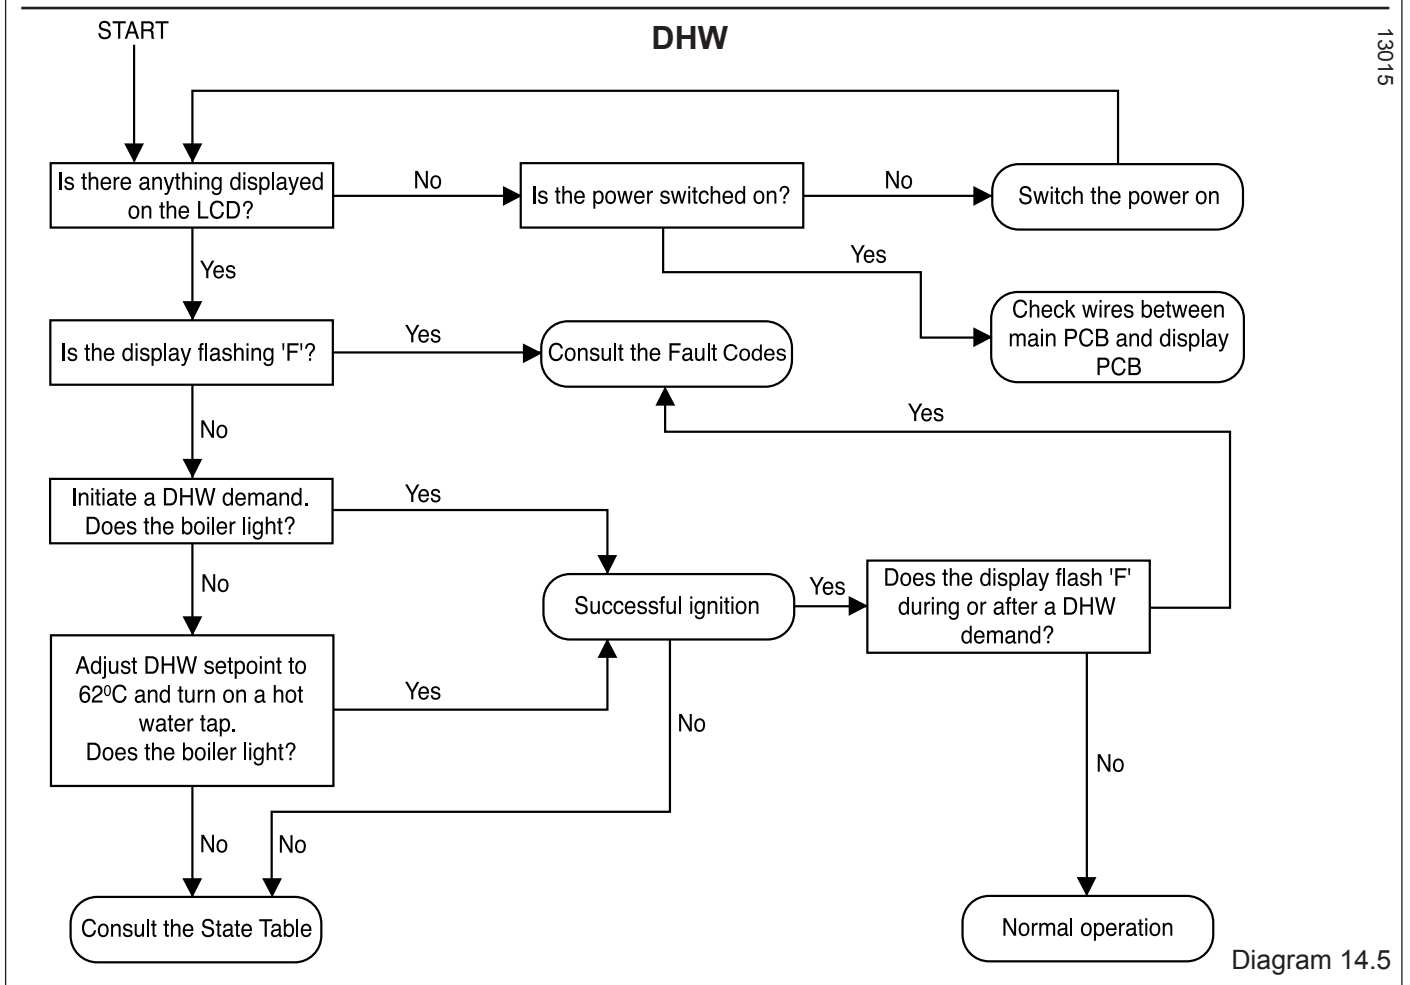 START
DHW
13015
Is there anything displayed
on the LCD?
No
Is the power switched on?
No
Switch the power on
Yes
Yes
Check wires between
main PCB and display
PCB
Is the display flashing 'F'?
Yes
Consult the Fault Codes
Yes
No
Initiate a DHW demand.
Does the boiler light?
Yes
No
Successful ignition
Yes
Does the display flash 'F'
during or after a DHW
demand?
Adjust DHW setpoint to
62⁰C and turn on a hot
water tap.
Does the boiler light?
Yes
No
No
No
No
Consult the State Table
Normal operation
Diagram 14.5